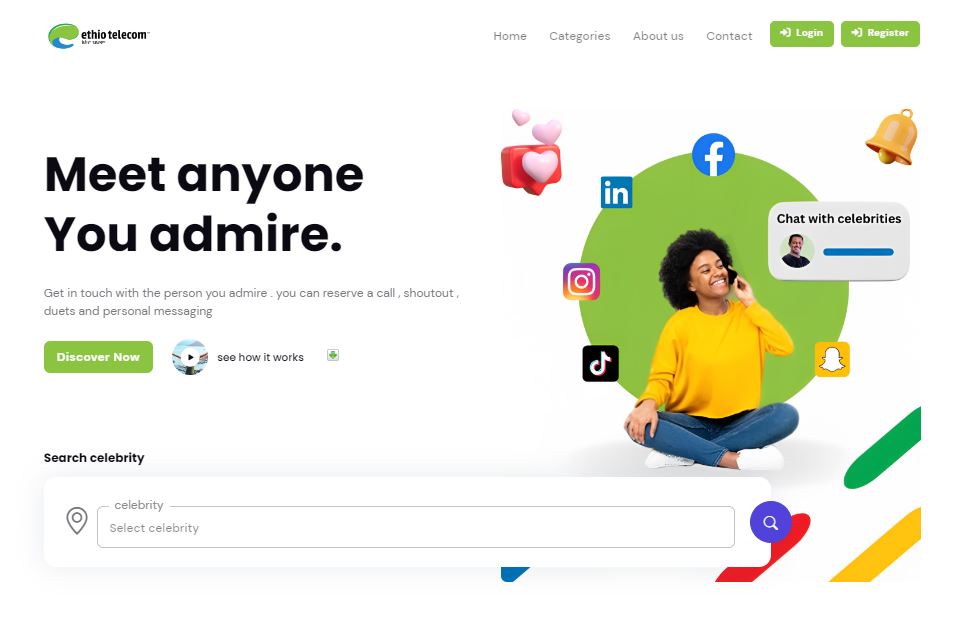 ethio telecom
Home Categories About us Contact Login Register
Meet anyone
You admire.
Get in touch with the person you admire . you can reserve a call , shoutout ,
duets and personal messaging
Discover Now see how it works
Chat with celebrities
in
Search celebrity
celebrity
Select celebrity